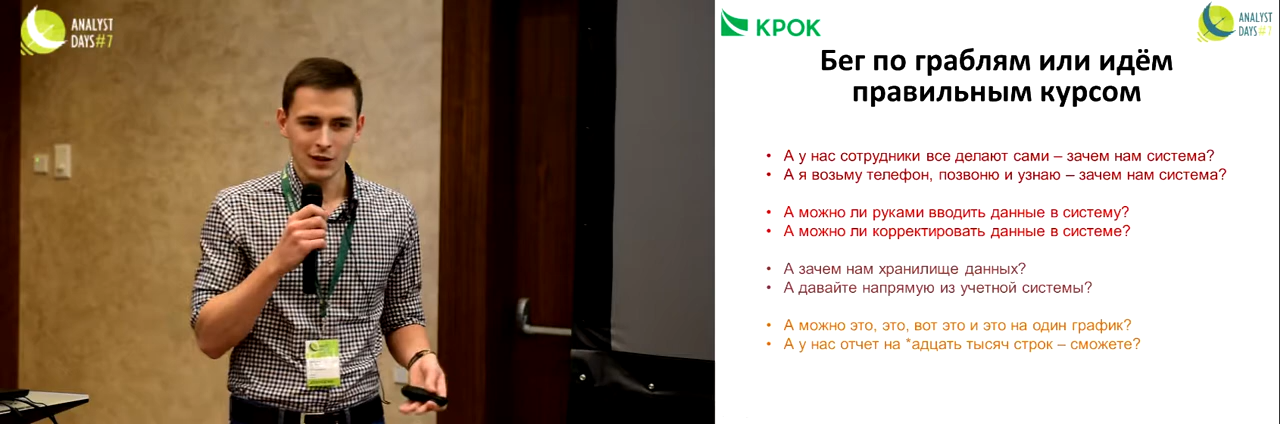 ANALYST
DAYS#7
КРОК
ANALYST
DAYS#7
Бег по граблям или идём
правильным курсом
• А у нас сотрудники все делают сами – зачем нам система?
• А я возьму телефон, позвоню и узнаю – зачем нам система?
• А можно ли руками вводить данные в систему?
• А можно ли корректировать данные в системе?
• А зачем нам хранилище данных?
• А давайте напрямую из учетной системы?
• А можно это, это, вот это и это на один график?
• А у нас отчет на *адцать тысяч строк – сможете?